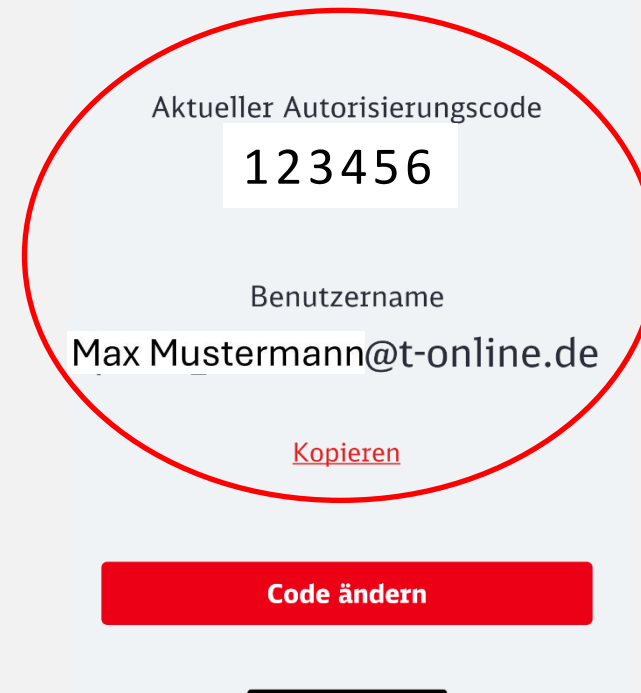 Aktueller Autorisierungscode
123456
Benutzername
Max Mustermann@t-online.de
Kopieren
Code ändern